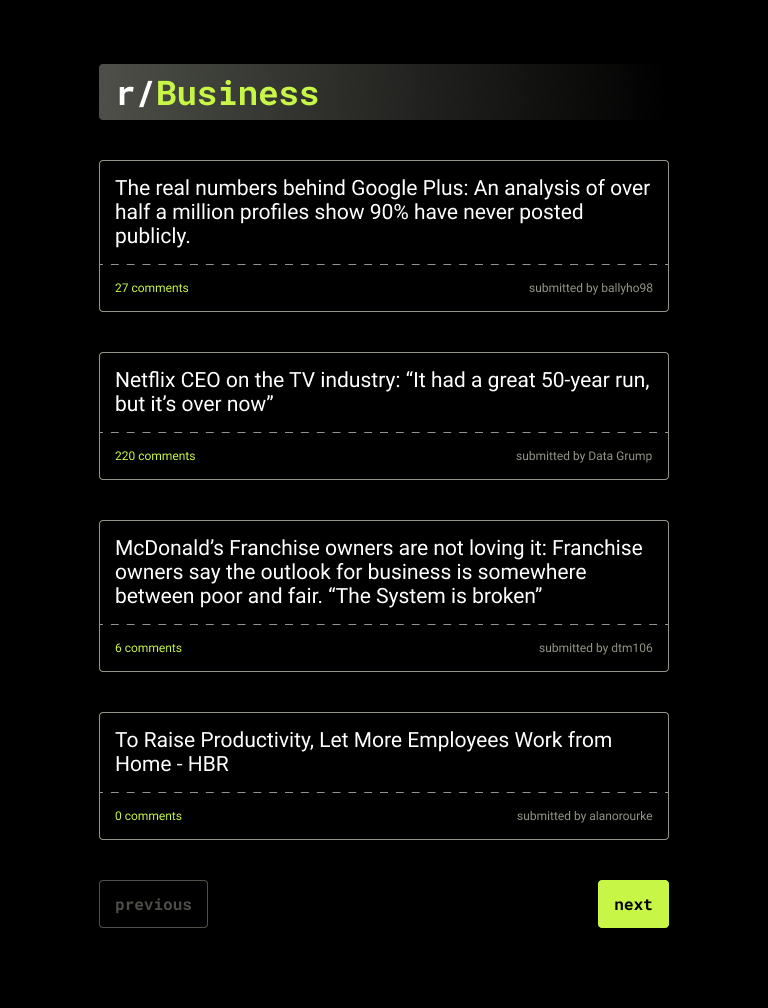 r/Business
The real numbers behind Google Plus: An analysis of over
half a million profiles show 90% have never posted
publicly.
27 comments
submitted by ballyho98
Netflix CEO on the TV industry: “It had a great 50-year run,
but it’s over now”
220 comments
submitted by Data Grump
McDonald’s Franchise owners are not loving it: Franchise
owners say the outlook for business is somewhere
between poor and fair. “The System is broken”
6 comments
submitted by dtm106
To Raise Productivity, Let More Employees Work from
Home - HBR
0 comments
submitted by alanorourke
previous
next